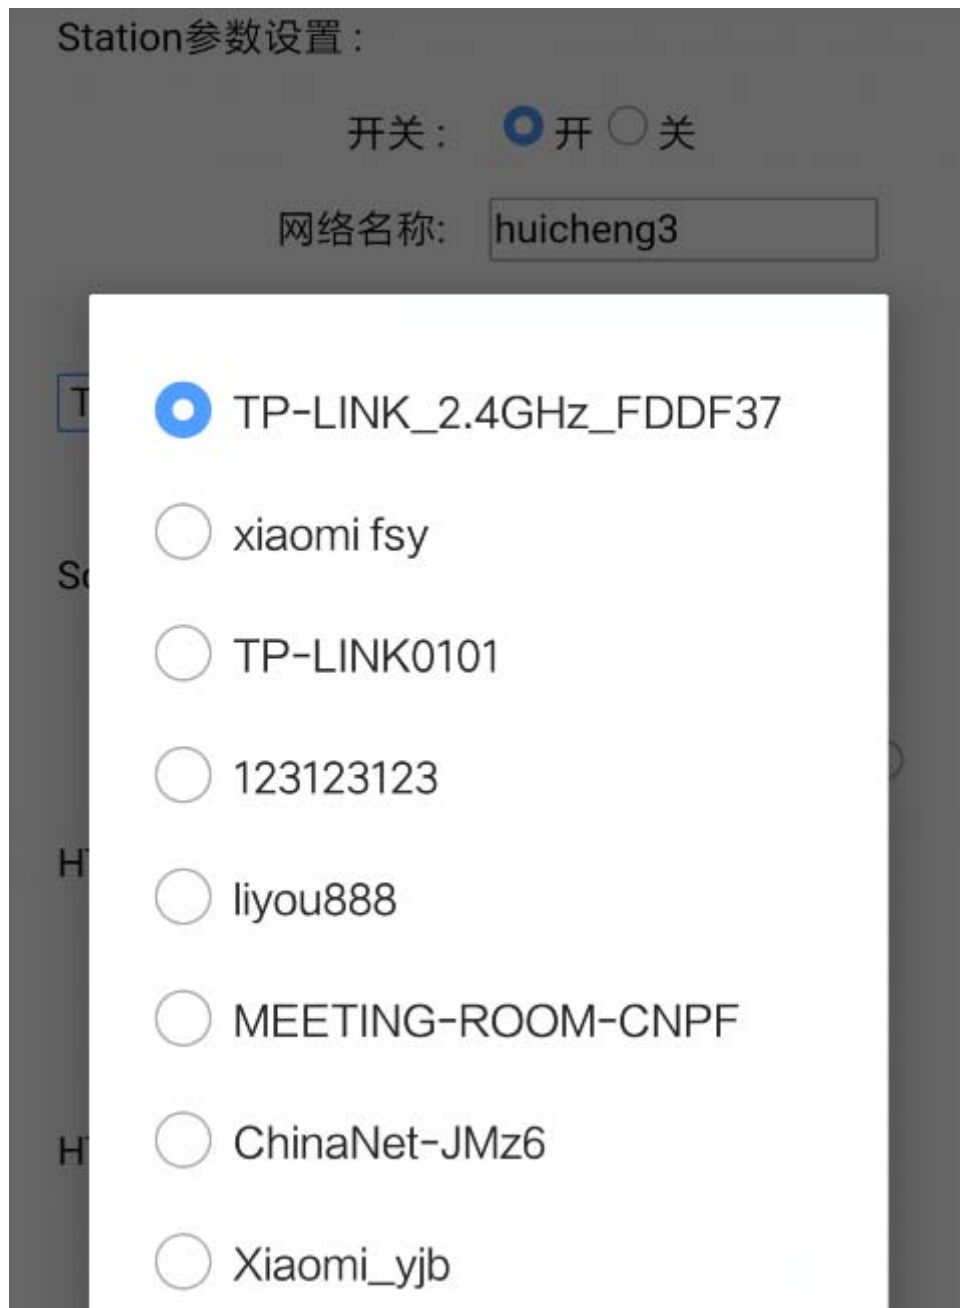 Station参数设置：
开关： 开 关
网络名称: huicheng3
TP-LINK_2.4GHz_FDDF37
xiaomi fsy
TP-LINK0101
123123123
liyou888
MEETING-ROOM-CNPF
ChinaNet-JMz6
Xiaomi_yjb